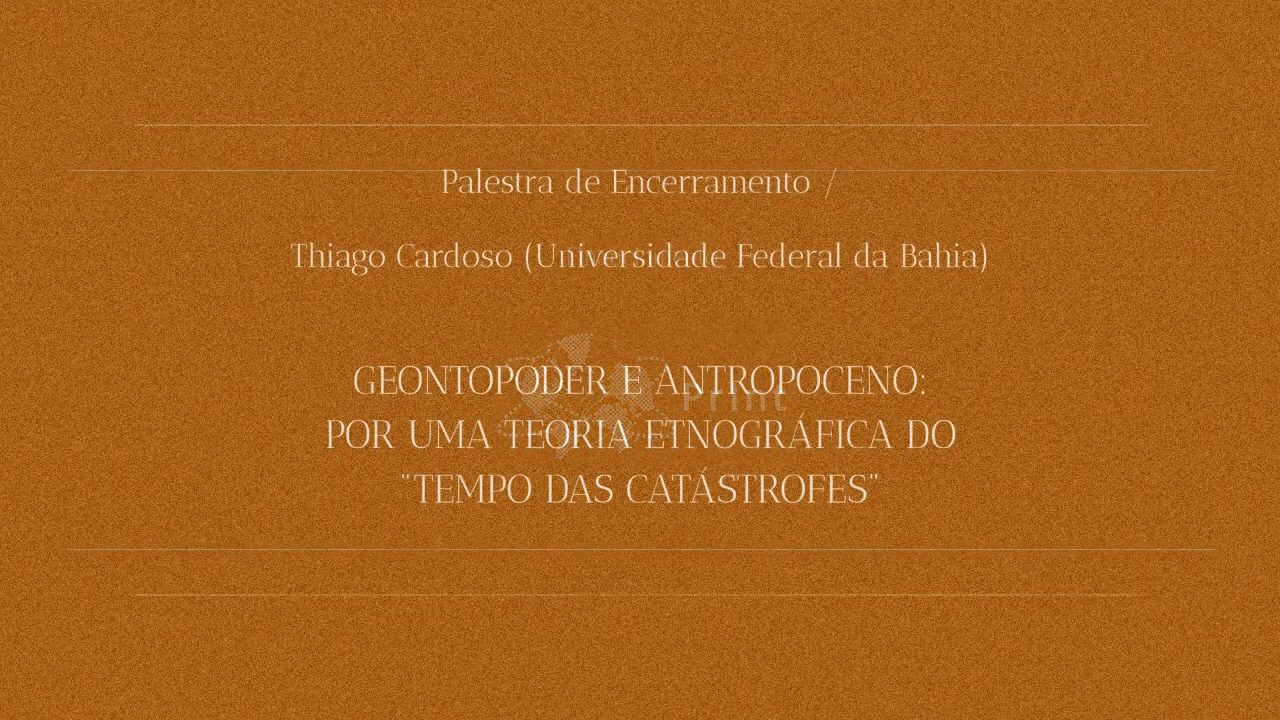 Palestra de Encerramento /
Thiago Cardoso (Universidade Federal da Bahia)
GEONTOPODER E ANTROPOCENO:
Print
POR UMA TEORIA ETNOGRÁFICA DO
"TEMPO DAS CATÁSTROFES"